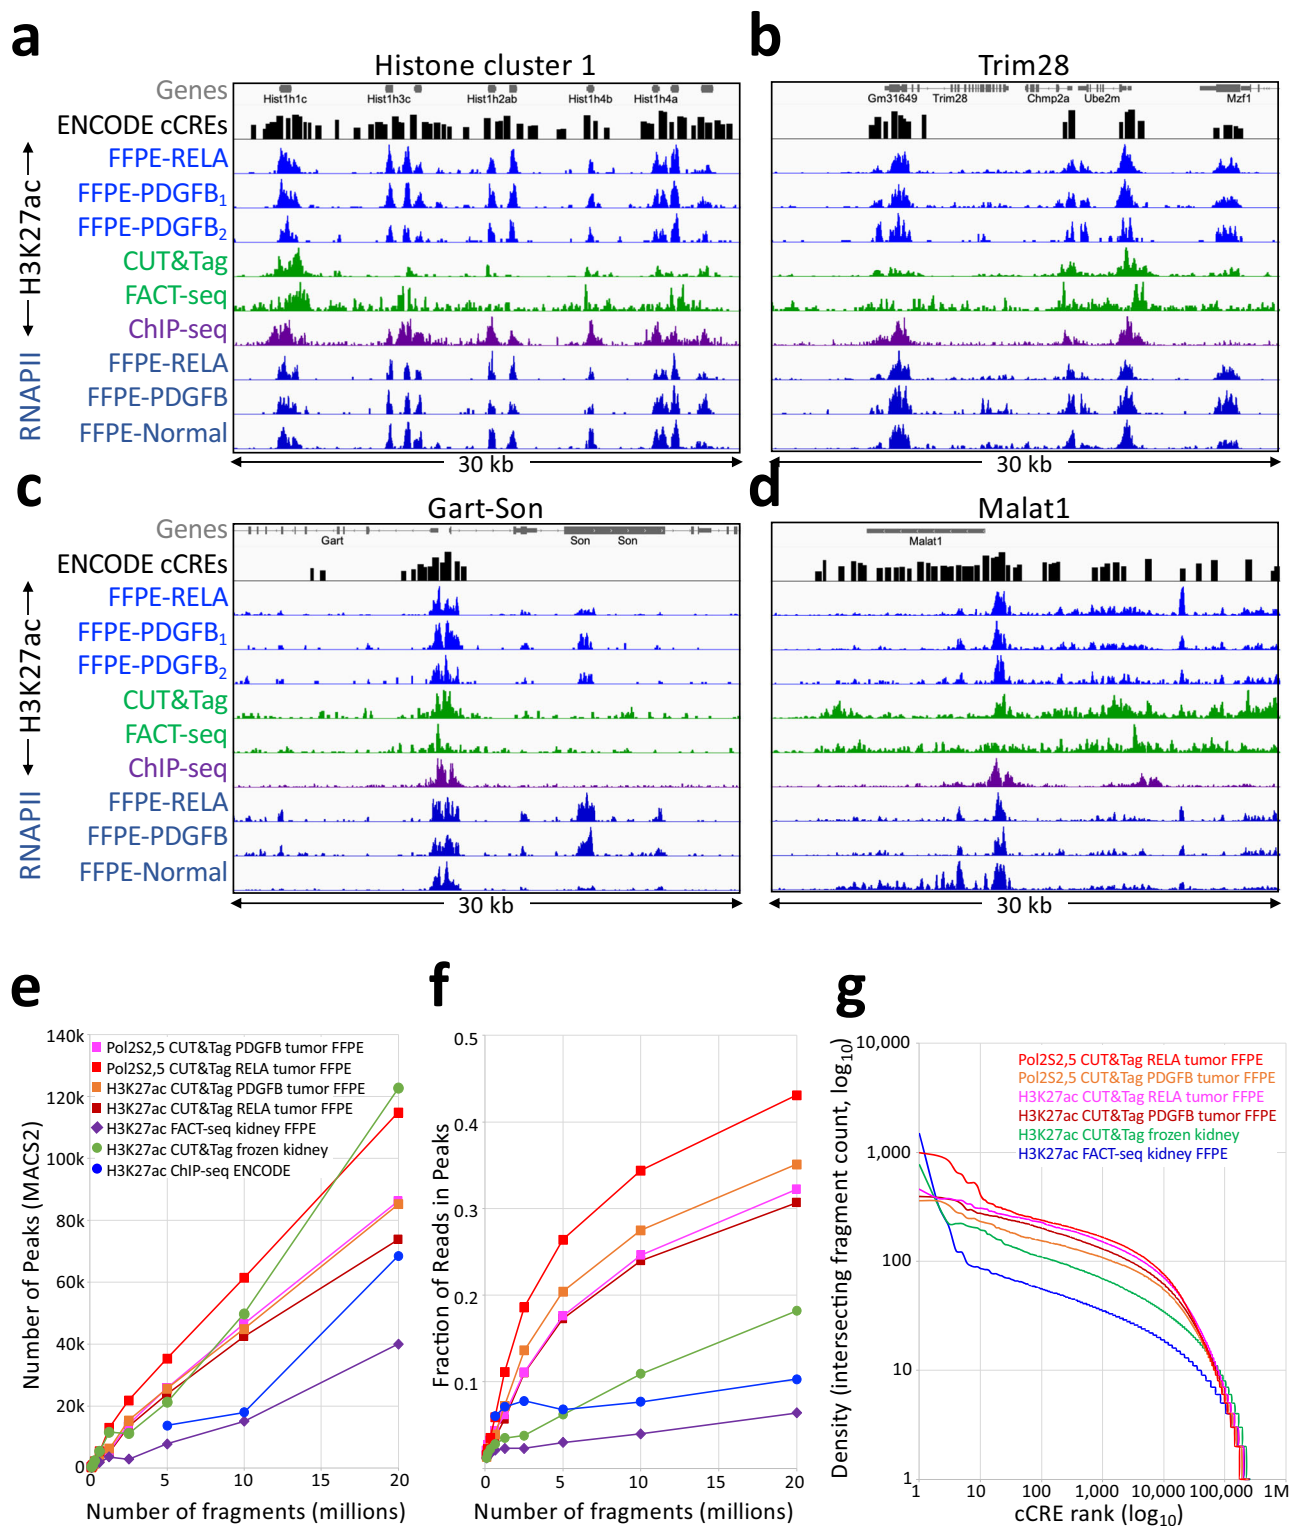 a
Histone cluster 1
Genes
Hist1h1c Hist1h3c Hist1h2ab Hist1h4b Hist1h4a
ENCODE cCREs
FFPE-RELA
FFPE-PDGFB1
FFPE-PDGFB2
CUT&Tag
FACT-seq
ChIP-seq
FFPE-RELA
FFPE-PDGFB
FFPE-Normal
H3K27ac
RNAPII
30 kb
b
Trim28
Gm31649 Trim28 Chmp2a Ube2m Mzf1
30 kb
c
Gart-Son
Genes
Gart Son Son
ENCODE cCREs
FFPE-RELA
FFPE-PDGFB1
FFPE-PDGFB2
CUT&Tag
FACT-seq
ChIP-seq
FFPE-RELA
FFPE-PDGFB
FFPE-Normal
H3K27ac
RNAPII
30 kb
d
Malat1
Malat1
30 kb
e
Number of Peaks (MACS2)
140k
120k
100k
80k
60k
40k
20k
0
Pol2S2,5 CUT&Tag PDGFB tumor FFPE
Pol2S2,5 CUT&Tag RELA tumor FFPE
H3K27ac CUT&Tag PDGFB tumor FFPE
H3K27ac CUT&Tag RELA tumor FFPE
H3K27ac FACT-seq kidney FFPE
H3K27ac CUT&Tag frozen kidney
H3K27ac ChIP-seq ENCODE
0 5 10 15 20
Number of fragments (millions)
f
Fraction of Reads in Peaks
0.5
0.4
0.3
0.2
0.1
0 5 10 15 20
Number of fragments (millions)
g
Density (intersecting fragment count, log10)
10,000
1,000
100
10
1
Pol2S2,5 CUT&Tag RELA tumor FFPE
Pol2S2,5 CUT&Tag PDGFB tumor FFPE
H3K27ac CUT&Tag RELA tumor FFPE
H3K27ac CUT&Tag PDGFB tumor FFPE
H3K27ac CUT&Tag frozen kidney
H3K27ac FACT-seq kidney FFPE
1 10 100 1,000 10,000 100,000 1M
cCRE rank (log10)